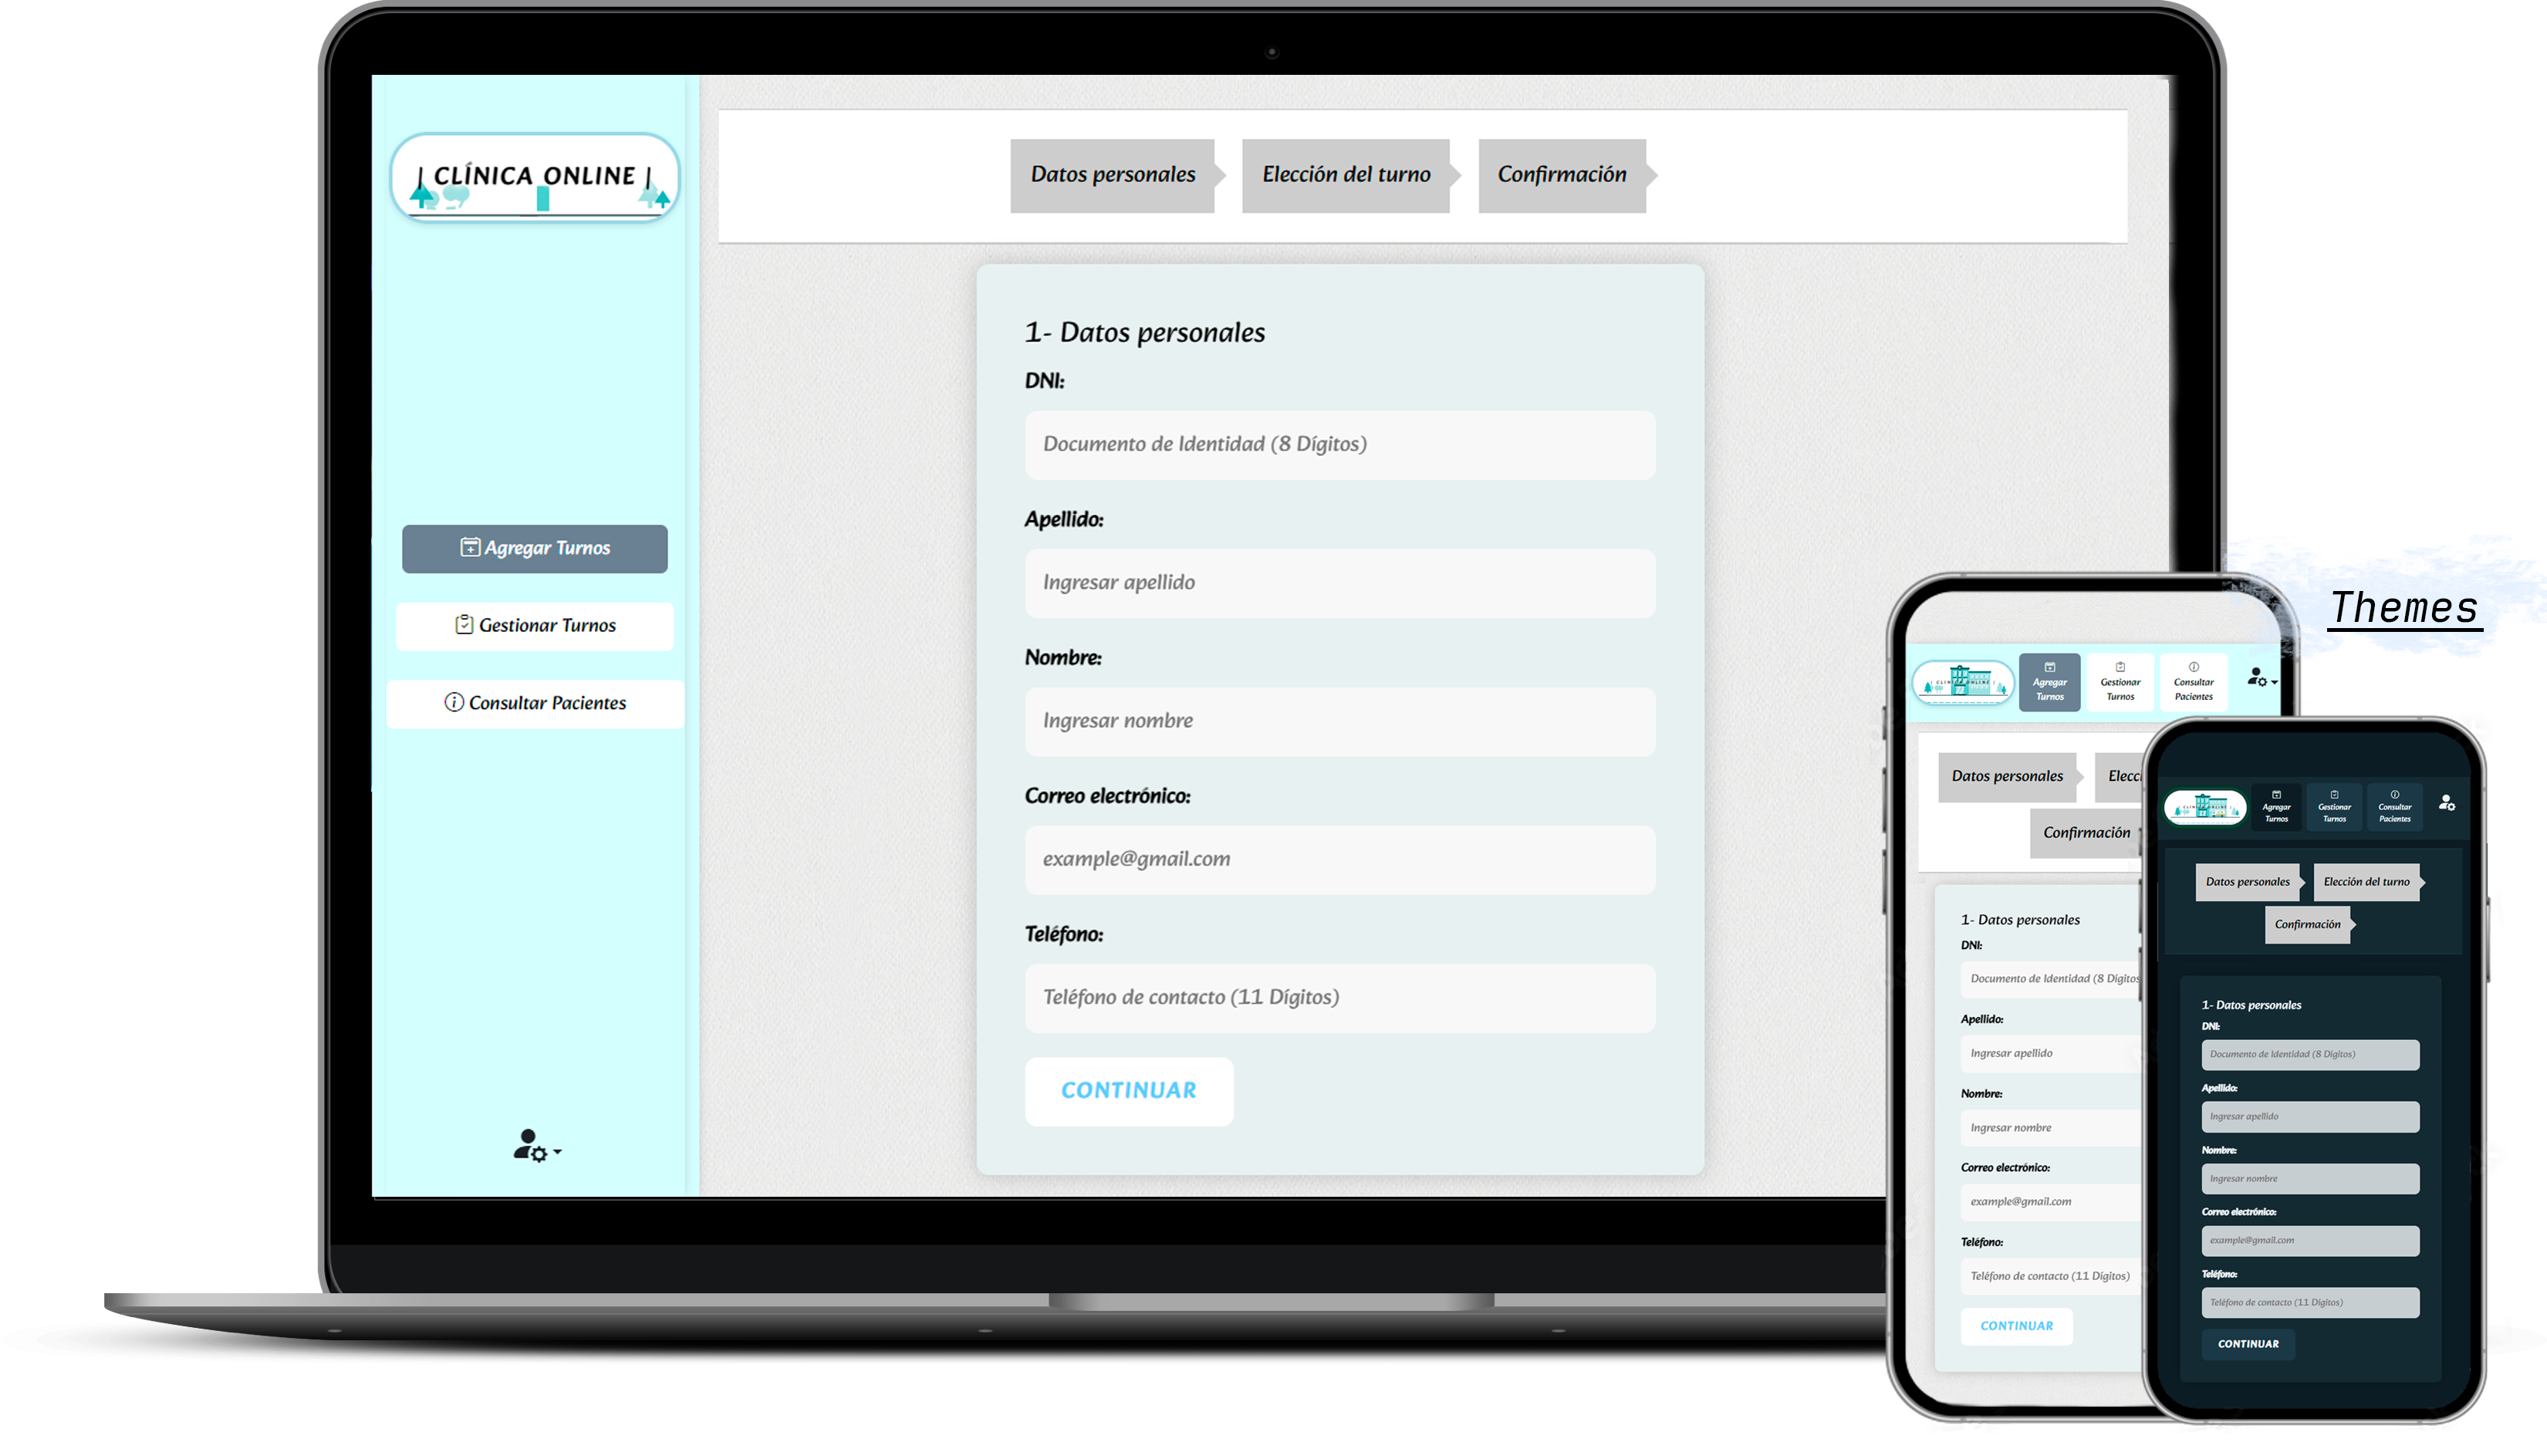 | CLÍNICA ONLINE |
Agregar Turnos
Gestionar Turnos
Consultar Pacientes
Datos personales
Elección del turno
Confirmación
1- Datos personales
DNI:
Documento de Identidad (8 Dígitos)
Apellido:
Ingresar apellido
Nombre:
Ingresar nombre
Correo electrónico:
example@gmail.com
Teléfono:
Teléfono de contacto (11 Dígitos)
CONTINUAR
Themes
| CLINICA ONLINE |
Agregar
Turnos
Gestionar
Turnos
Consultar
Pacientes
Datos personales
Elecci
Confirmación
1- Datos personales
DNI:
Documento de Identidad (8 Dígitos
Apellido:
Ingresar apellido
Nombre:
Ingresar nombre
Correo electrónico:
example@gmail.com
Teléfono:
Teléfono de contacto (11 Dígitos)
CONTINUAR
Agregar
Turnos
Gestionar
Turnos
Consultar
Pacientes
Datos personales
Elección del turno
Confirmación
1- Datos personales
DNI:
Documento de Identidad (8 Dígitos)
Apellido:
Ingresar apellido
Nombre:
Ingresar nombre
Correo electrónico:
example@gmail.com
Teléfono:
Teléfono de contacto (11 Dígitos)
CONTINUAR